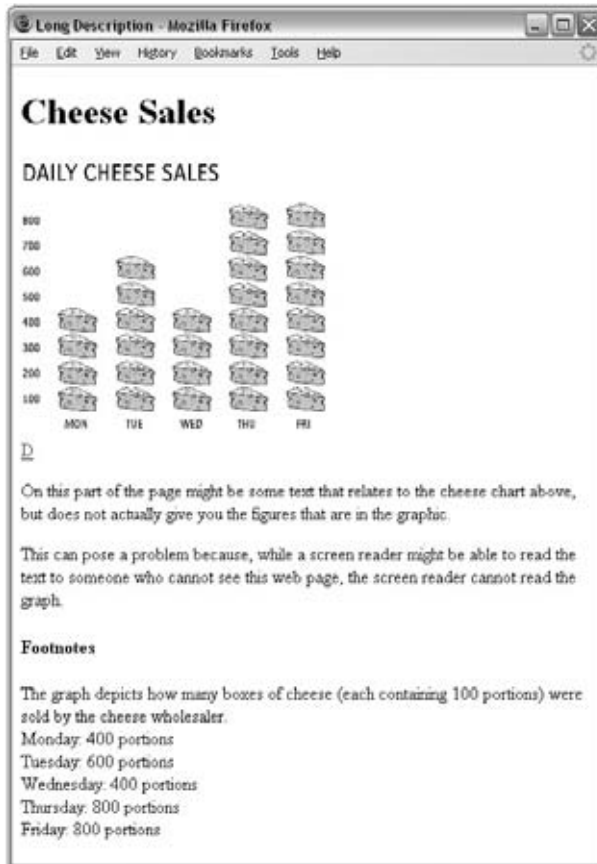 Long Description - Mozilla Firefox
File Edit View History Bookmarks Tools Help
Cheese Sales
DAILY CHEESE SALES
800
700
600
500
400
300
200
100
MON TUE WED THU FRI
D
On this part of the page might be some text that relates to the cheese chart above,
but does not actually give you the figures that are in the graphic.
This can pose a problem because, while a screen reader might be able to read the
text to someone who cannot see this web page, the screen reader cannot read the
graph.
Footnotes
The graph depicts how many boxes of cheese (each containing 100 portions) were
sold by the cheese wholesaler.
Monday: 400 portions
Tuesday: 600 portions
Wednesday: 400 portions
Thursday: 800 portions
Friday: 800 portions